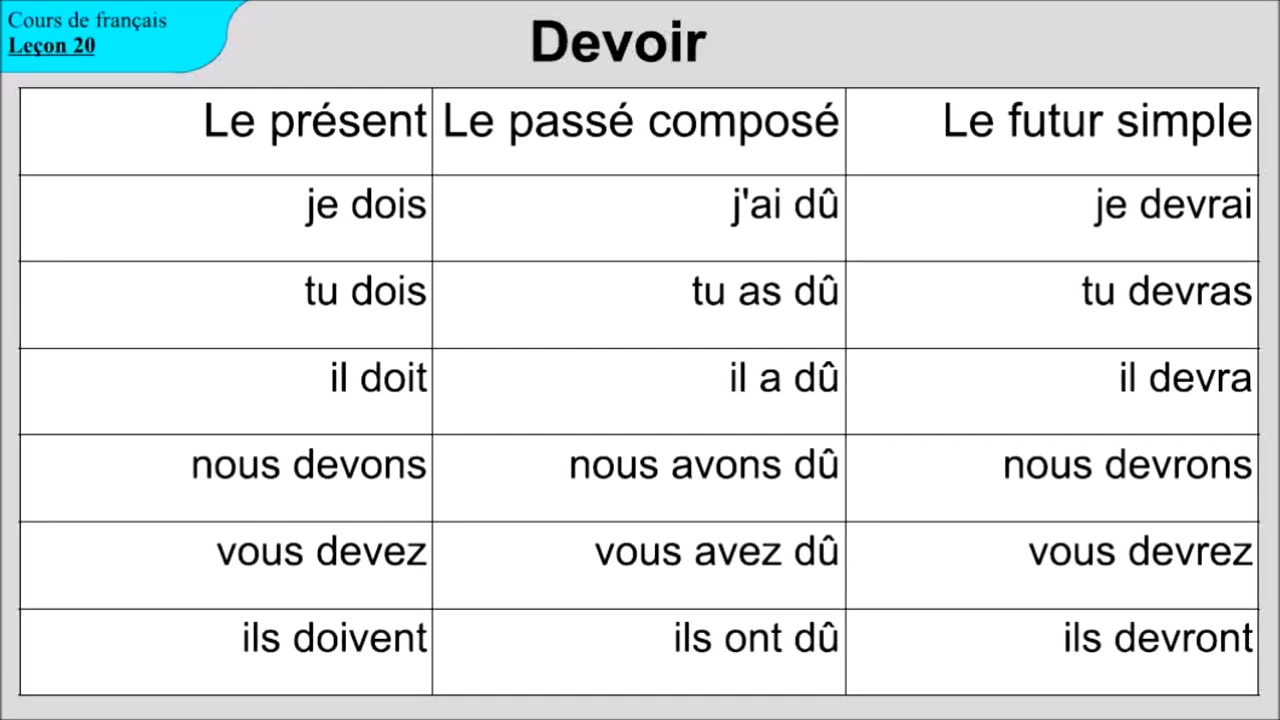 Cours de français
Leçon 20
Devoir
Le présent Le passé composé Le futur simple
je dois j'ai dû je devrai
tu dois tu as dû tu devras
il doit il a dû il devra
nous devons nous avons dû nous devrons
vous devez vous avez dû vous devrez
ils doivent ils ont dû ils devront